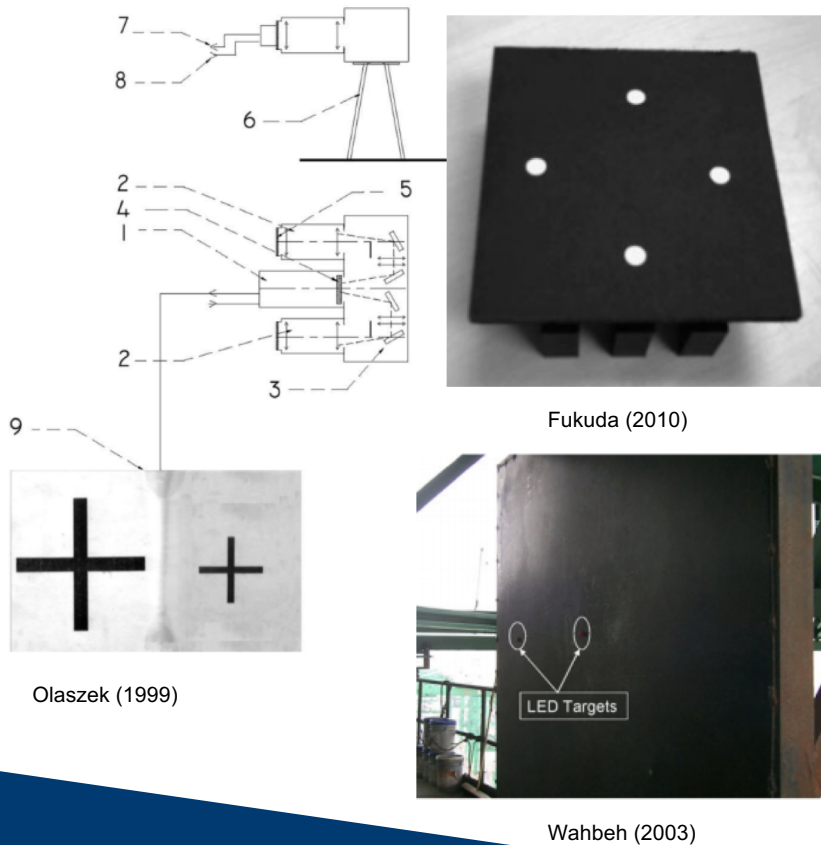 7
8
6
2
4
1
5
2
3
9
Olaszek (1999)
Fukuda (2010)
LED Targets
Wahbeh (2003)